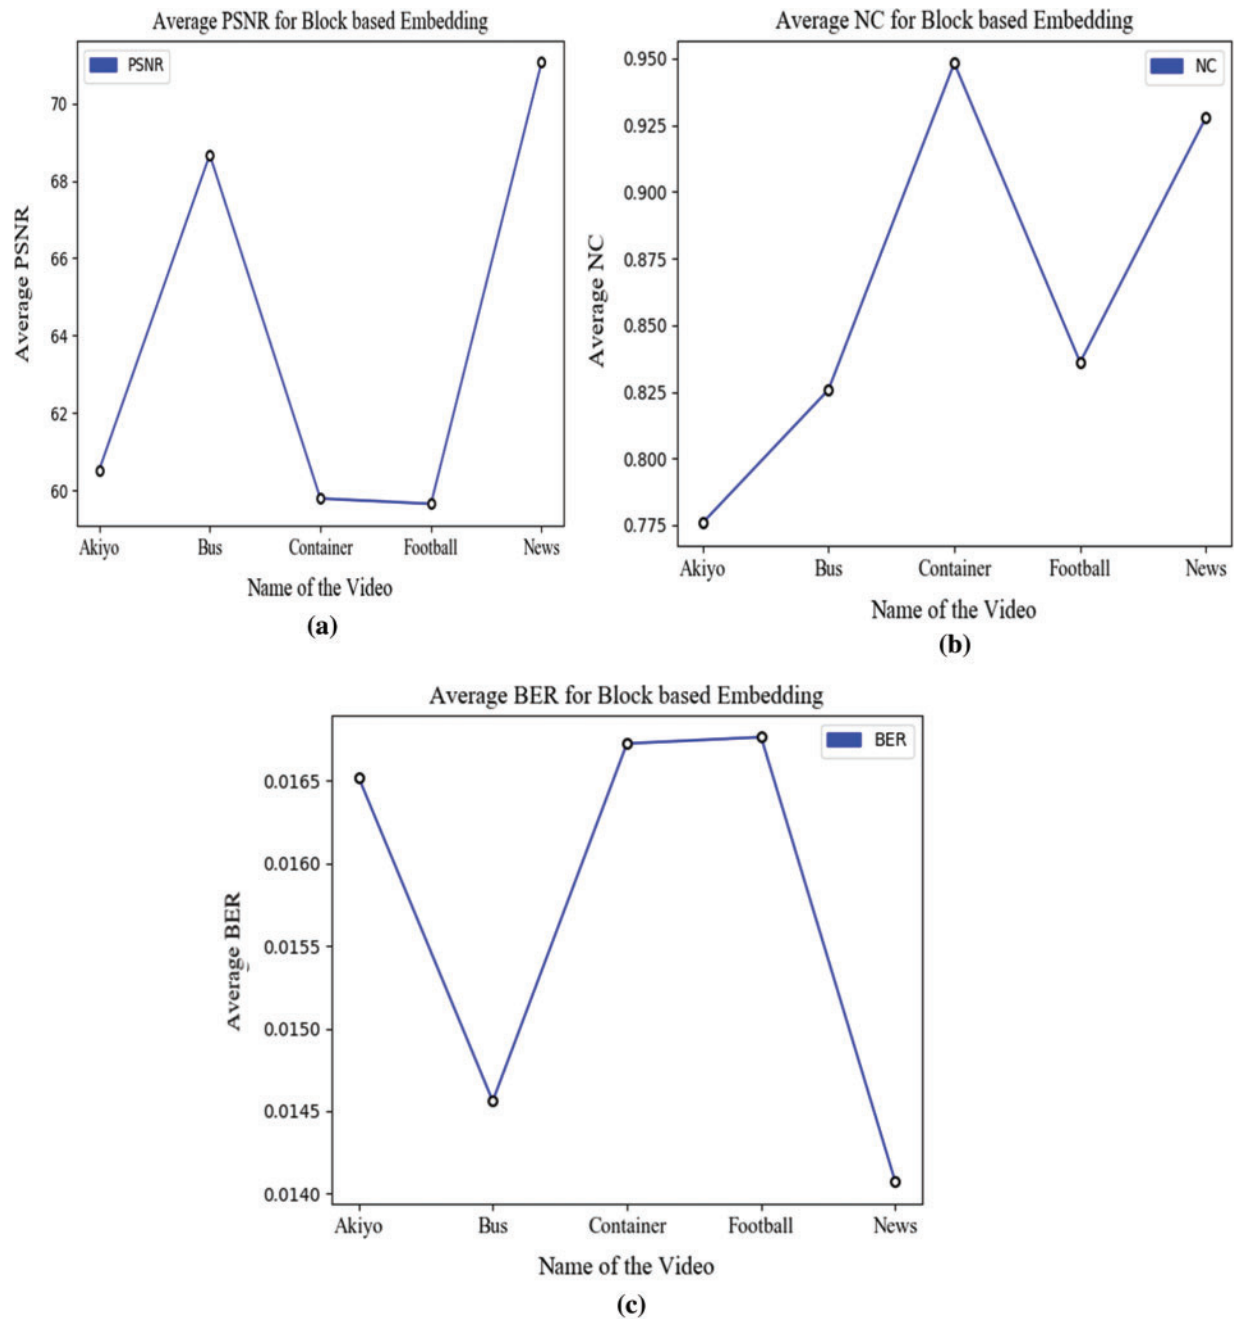 Average PSNR for Block based Embedding
PSNR
70
68
66
64
62
60
Average PSNR
Akiyo Bus Container Football News
Name of the Video
(a)
Average NC for Block based Embedding
NC
0.950
0.925
0.900
0.875
0.850
0.825
0.800
0.775
Average NC
Akiyo Bus Container Football News
Name of the Video
(b)
Average BER for Block based Embedding
BER
0.0165
0.0160
0.0155
0.0150
0.0145
0.0140
Average BER
Akiyo Bus Container Football News
Name of the Video
(c)